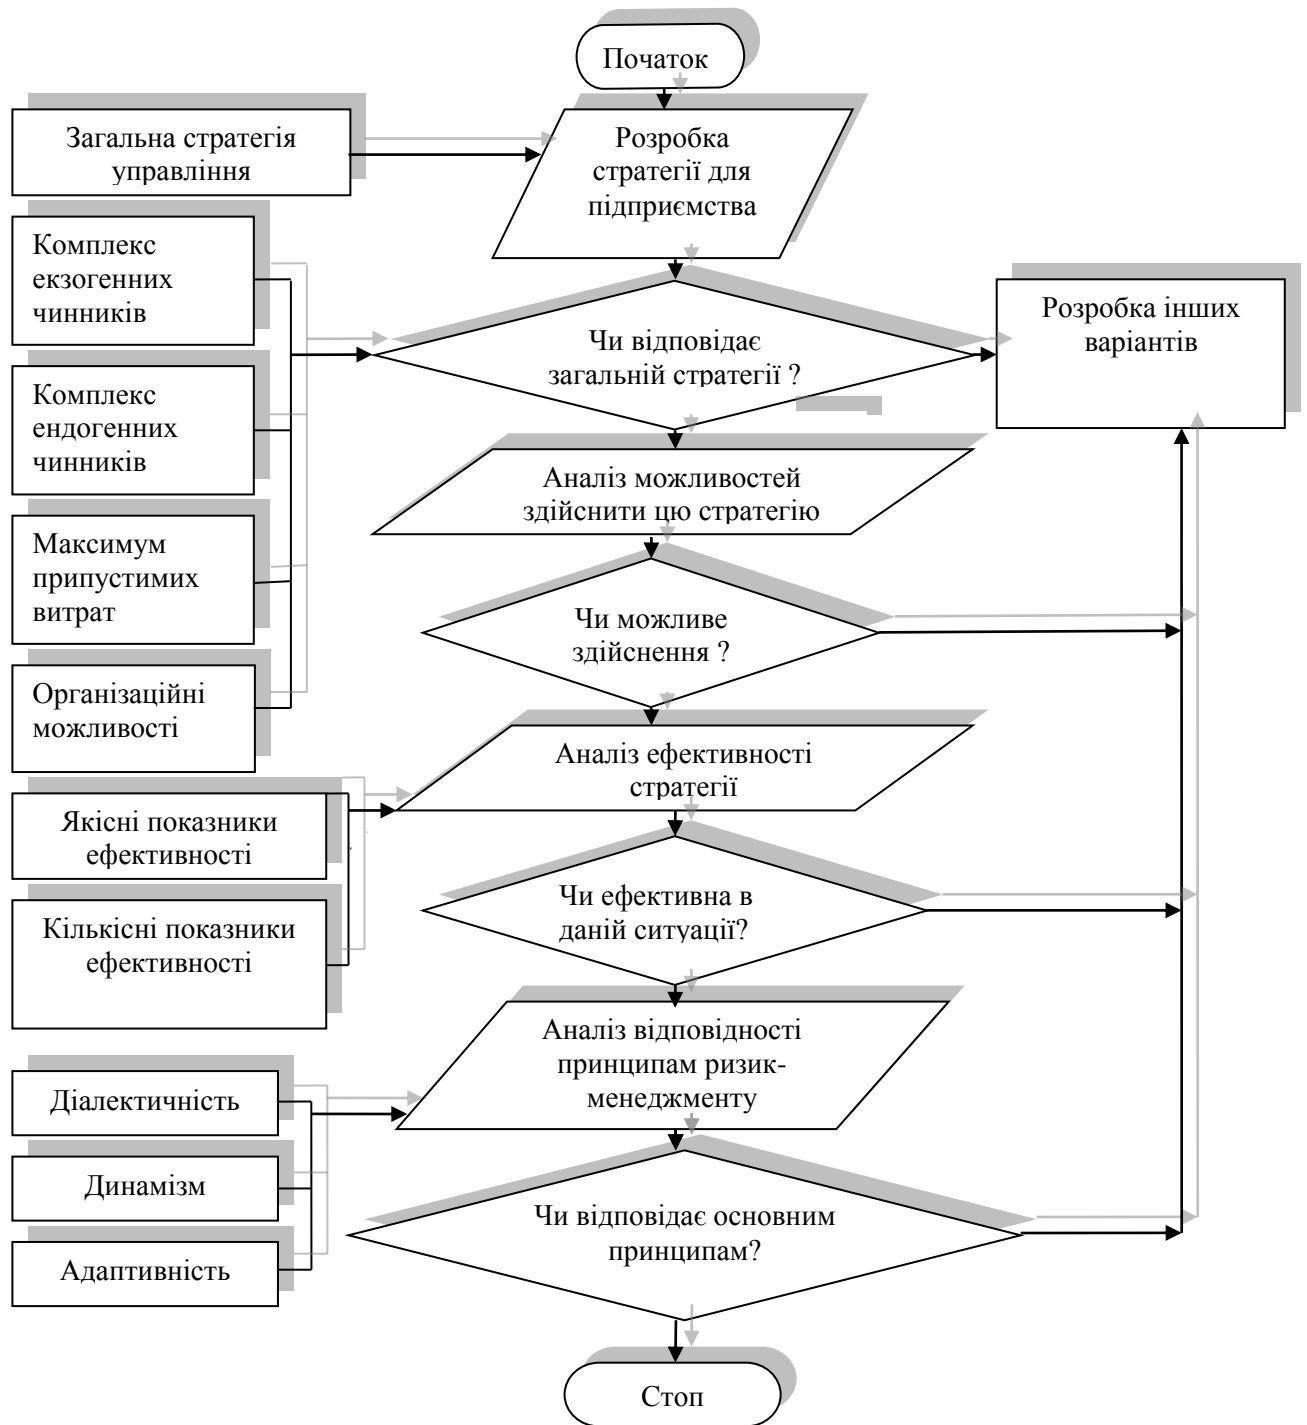 Початок
Загальна стратегія
управління
Розробка
стратегії для
підприємства
Комплекс
екзогенних
чинників
Чи відповідає
загальній стратегії ?
Розробка інших
варіантів
Комплекс
ендогенних
чинників
Аналіз можливостей
здійснити цю стратегію
Максимум
припустимих
витрат
Чи можливе
здійснення ?
Організаційні
можливості
Аналіз ефективності
стратегії
Якісні показники
ефективності
Кількісні показники
ефективності
Чи ефективна в
даній ситуації?
Аналіз відповідності
принципам ризик-
менеджменту
Діалектичність
Динамізм
Адаптивність
Чи відповідає основним
принципам?
Стоп